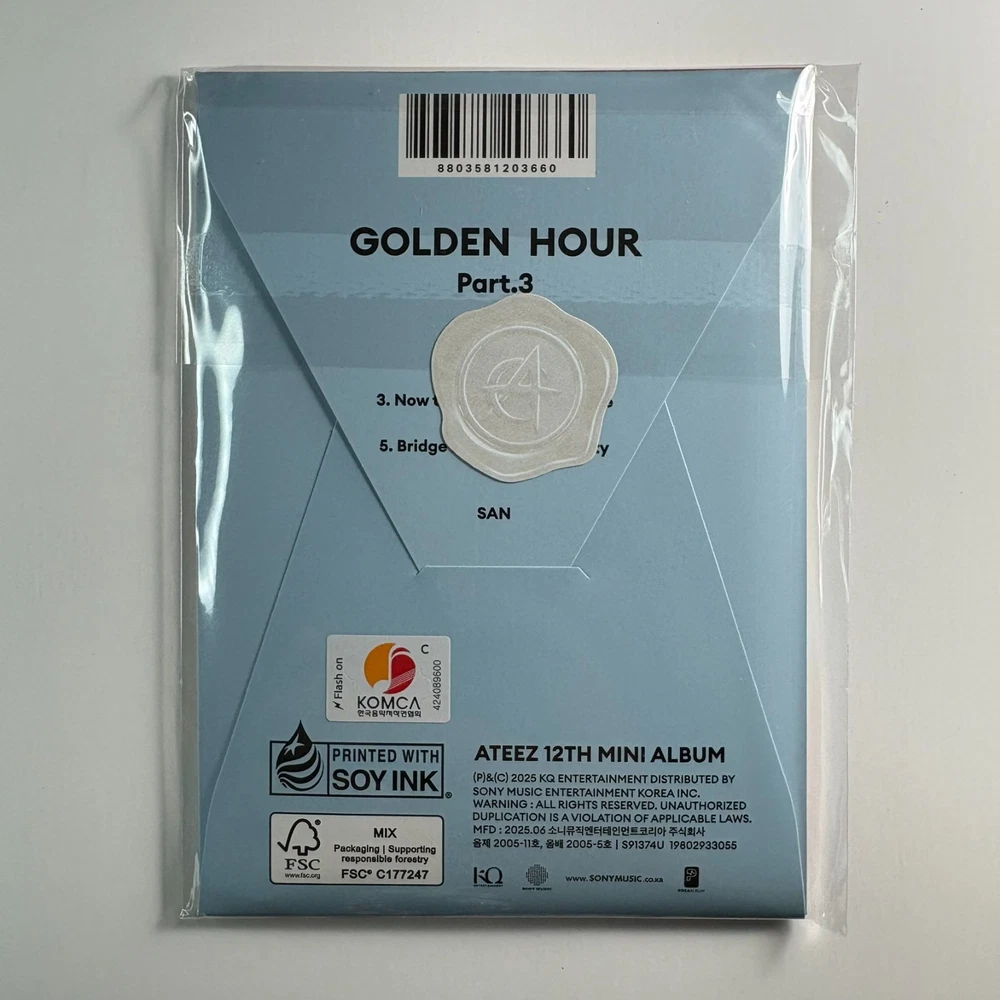 8803581203660
GOLDEN HOUR
Part.3
3. Now
5. Bridge
SAN
Flash on
C
KOMCA
한국음악저작권협회
424089600
PRINTED WITH
SOY INK®
FSC
www.fsc.org
MIX
Packaging | Supporting
responsible forestry
FSC® C177247
ATEEZ 12TH MINI ALBUM
(P)&(C) 2025 KQ ENTERTAINMENT DISTRIBUTED BY
SONY MUSIC ENTERTAINMENT KOREA INC.
WARNING : ALL RIGHTS RESERVED. UNAUTHORIZED
DUPLICATION IS A VIOLATION OF APPLICABLE LAWS.
MFD : 2025.06 소니뮤직엔터테인먼트코리아 주식회사
음제 2005-11호, 음배 2005-5호 | S91374U 19802933055
KQ
ENTERTAINMENT
SONY MUSIC
www.SONYMUSIC.co.kr